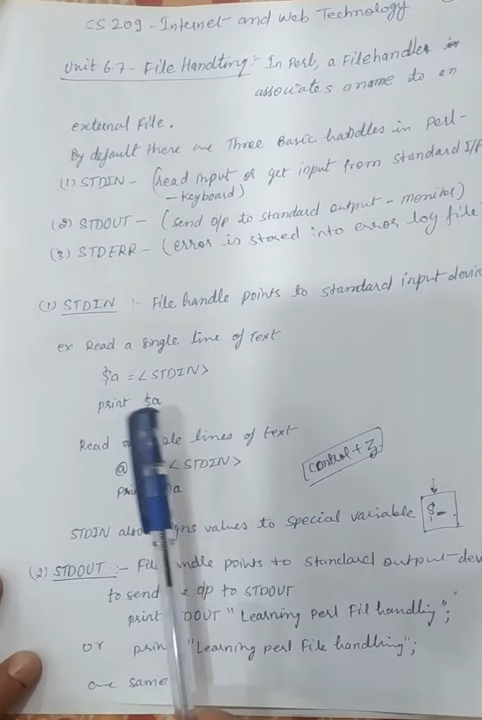 CS 209 - Internet and Web Technology
Unit 6.7 - File Handling :- In Perl, a Filehandler in
associates a name to an
external File.
By default there are Three Basic handles in perl -
(1) STDIN - (read input or get input from standard I/P
- keyboard)
(2) STDOUT - (send o/p to standard output - monitor)
(3) STDERR - (error is stored into error log file
(1) STDIN :- File handle points to standard input devic
ex Read a single line of text
$a = <STDIN>
print $a
Read lines of text
@ <STDIN>
a
STDIN values to special variable $_
(2) STDOUT :- points to standard output-dev
to send o/p to STDOUT
print DOUT "Learning perl Fil handling";
or prin "Learning perl File handling";
are same
[control + Z]